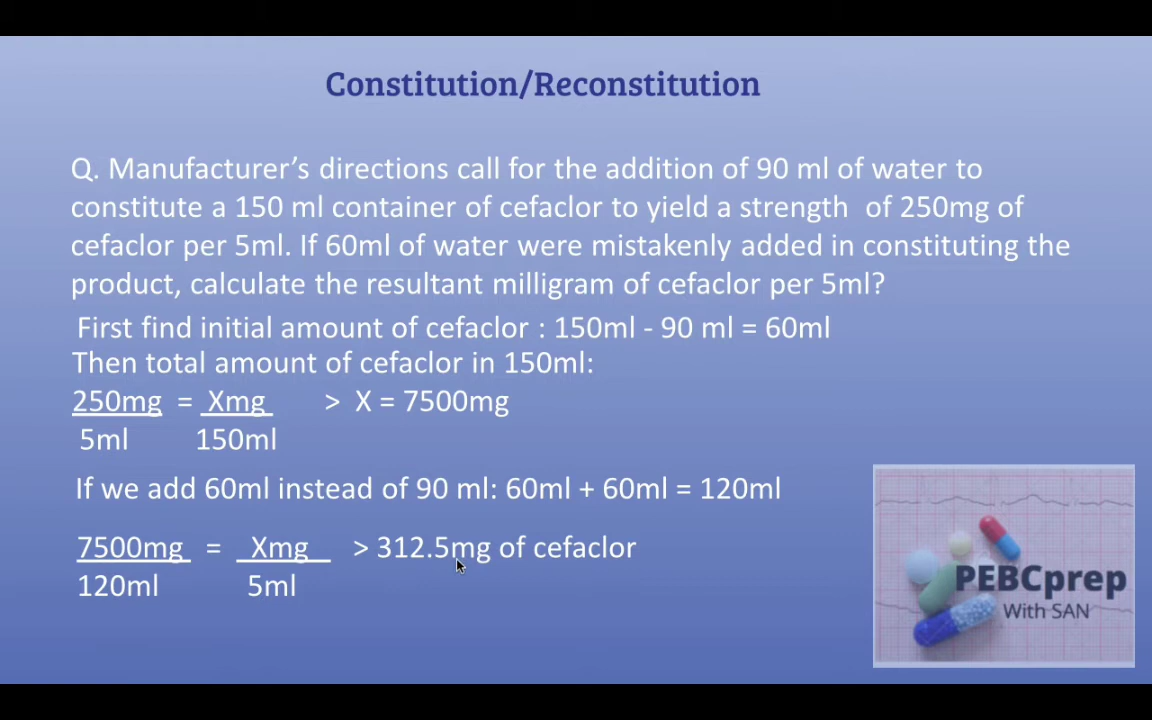 Constitution/Reconstitution
Q. Manufacturer's directions call for the addition of 90 ml of water to
constitute a 150 ml container of cefaclor to yield a strength of 250mg of
cefaclor per 5ml. If 60ml of water were mistakenly added in constituting the
product, calculate the resultant milligram of cefaclor per 5ml?
First find initial amount of cefaclor : 150ml - 90 ml = 60ml
Then total amount of cefaclor in 150ml:
250mg = Xmg > X = 7500mg
5ml 150ml
If we add 60ml instead of 90 ml: 60ml + 60ml = 120ml
7500mg = Xmg > 312.5mg of cefaclor
120ml 5ml
PEBCprep
With SAN